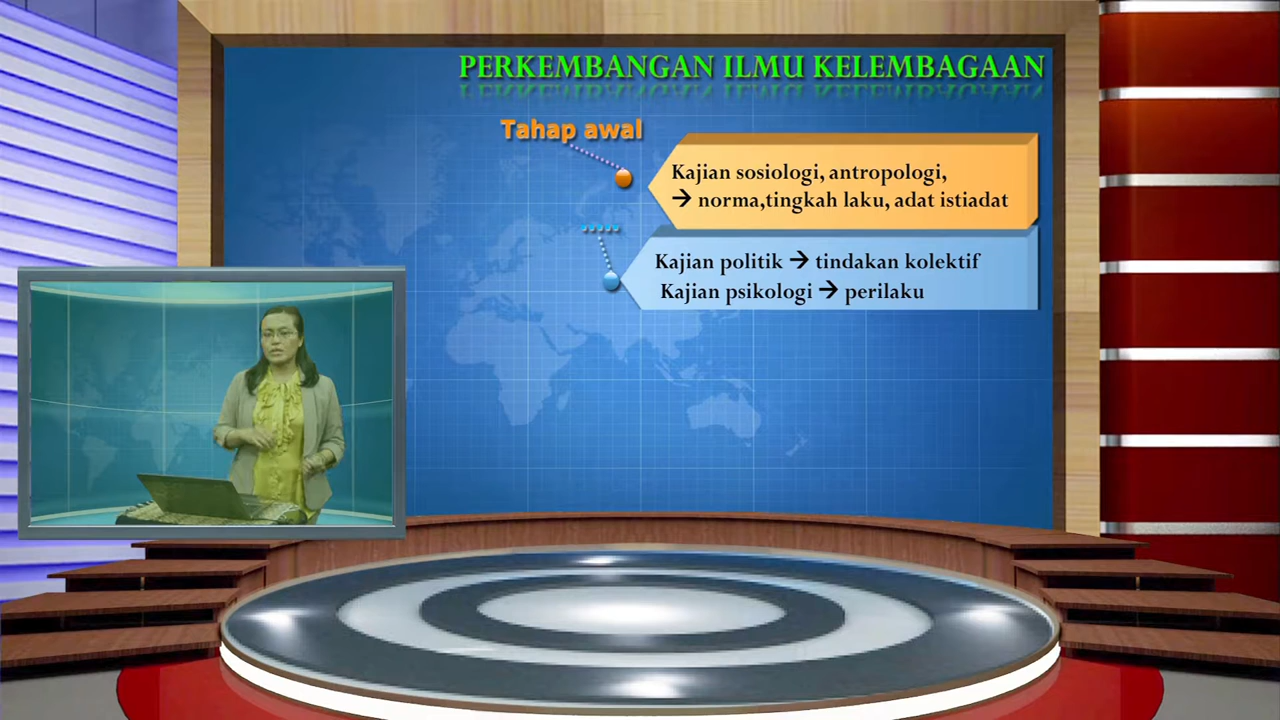 PERKEMBANGAN ILMU KELEMBAGAAN
Tahap awal
Kajian sosiologi, antropologi,
→ norma,tingkah laku, adat istiadat
.....
Kajian politik → tindakan kolektif
Kajian psikologi → perilaku